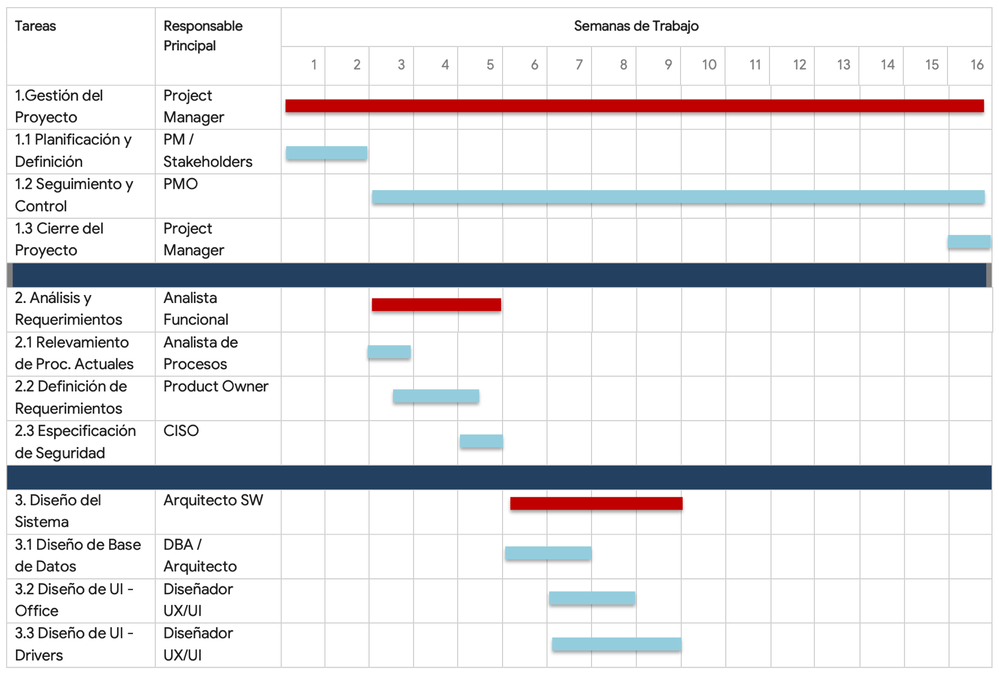 Tareas
Responsable
Principal
Semanas de Trabajo
1 2 3 4 5 6 7 8 9 10 11 12 13 14 15 16
1.Gestión del
Proyecto
Project
Manager
1.1 Planificación y
Definición
PM /
Stakeholders
1.2 Seguimiento y
Control
PMO
1.3 Cierre del
Proyecto
Project
Manager
2. Análisis y
Requerimientos
Analista
Funcional
2.1 Relevamiento
de Proc. Actuales
Analista de
Procesos
2.2 Definición de
Requerimientos
Product Owner
2.3 Especificación
de Seguridad
CISO
3. Diseño del
Sistema
Arquitecto SW
3.1 Diseño de Base
de Datos
DBA /
Arquitecto
3.2 Diseño de UI -
Office
Diseñador
UX/UI
3.3 Diseño de UI -
Drivers
Diseñador
UX/UI